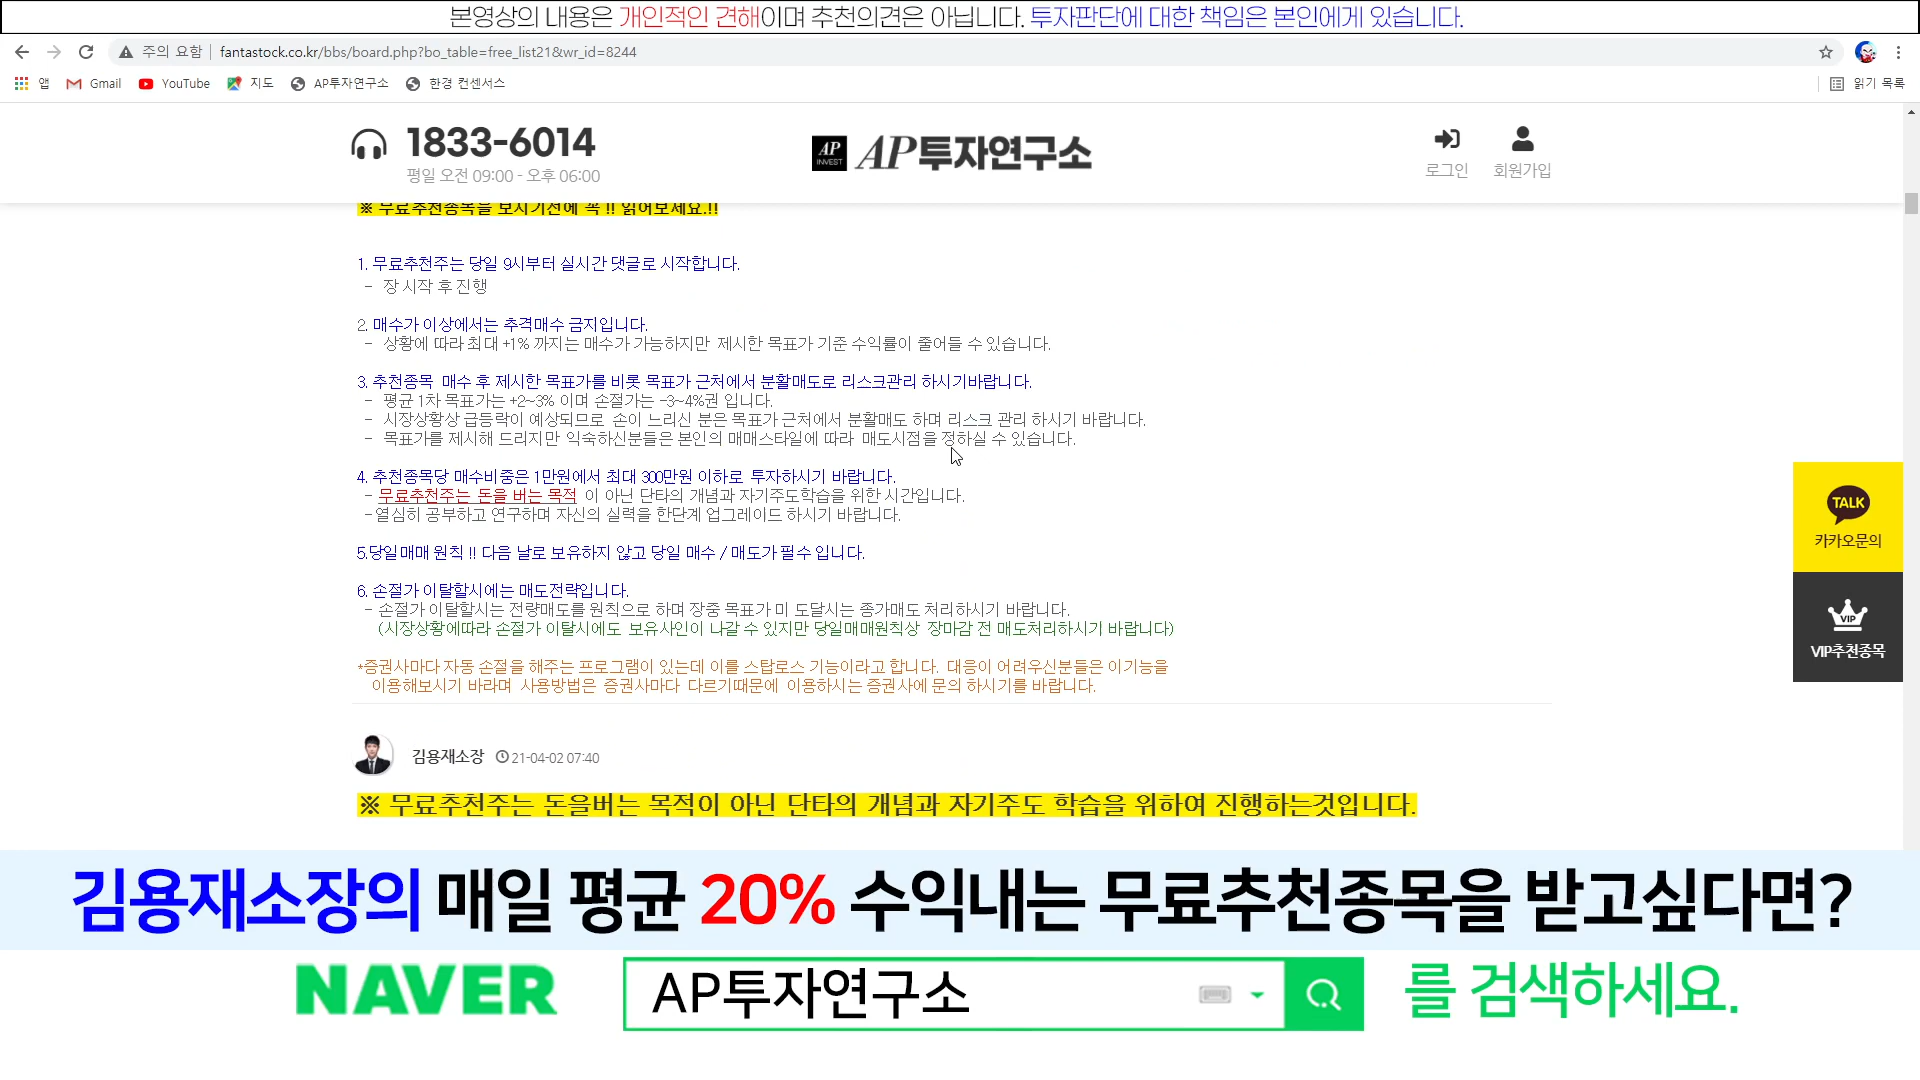 본영상의 내용은 개인적인 견해이며 추천의견은 아닙니다. 투자판단에 대한 책임은 본인에게 있습니다.
주의 요함 fantastock.co.kr/bbs/board.php?bo_table=free_list21&wr_id=8244
앱 Gmail YouTube 지도 AP투자연구소 한경 컨센서스 읽기 목록
1833-6014
평일 오전 09:00 - 오후 06:00
AP INVEST AP투자연구소
로그인 회원가입
※ 무료추천종목을 보시기전에 꼭 !! 읽어보세요.!!
1. 무료추천주는 당일 9시부터 실시간 댓글로 시작합니다.
- 장 시작 후 진행
2. 매수가 이상에서는 추격매수 금지입니다.
- 상황에 따라 최대 +1% 까지는 매수가 가능하지만 제시한 목표가 기준 수익률이 줄어들 수 있습니다.
3. 추천종목 매수 후 제시한 목표가를 비롯 목표가 근처에서 분활매도로 리스크관리 하시기바랍니다.
- 평균 1차 목표가는 +2~3% 이며 손절가는 -3~4%권 입니다.
- 시장상황상 급등락이 예상되므로 손이 느리신 분은 목표가 근처에서 분활매도 하며 리스크 관리 하시기 바랍니다.
- 목표가를 제시해 드리지만 익숙하신분들은 본인의 매매스타일에 따라 매도시점을 정하실 수 있습니다.
4. 추천종목당 매수비중은 1만원에서 최대 300만원 이하로 투자하시기 바랍니다.
- 무료추천주는 돈을 버는 목적 이 아닌 단타의 개념과 자기주도학습을 위한 시간입니다.
-열심히 공부하고 연구하며 자신의 실력을 한단계 업그레이드 하시기 바랍니다.
5.당일매매 원칙 !! 다음 날로 보유하지 않고 당일 매수 / 매도가 필수 입니다.
6. 손절가 이탈할시에는 매도전략입니다.
- 손절가 이탈할시는 전량매도를 원칙으로 하며 장중 목표가 미 도달시는 종가매도 처리하시기 바랍니다.
(시장상황에따라 손절가 이탈시에도 보유사인이 나갈 수 있지만 당일매매원칙상 장마감 전 매도처리하시기 바랍니다)
*증권사마다 자동 손절을 해주는 프로그램이 있는데 이를 스탑로스 기능이라고 합니다. 대응이 어려우신분들은 이기능을
이용해보시기 바라며 사용방법은 증권사마다 다르기때문에 이용하시는 증권사에 문의 하시기를 바랍니다.
TALK
카카오문의
VIP
VIP추천종목
김용재소장 21-04-02 07:40
※ 무료추천주는 돈을버는 목적이 아닌 단타의 개념과 자기주도 학습을 위하여 진행하는것입니다.
김용재소장의 매일 평균 20% 수익내는 무료추천종목을 받고싶다면?
NAVER AP투자연구소 를 검색하세요.